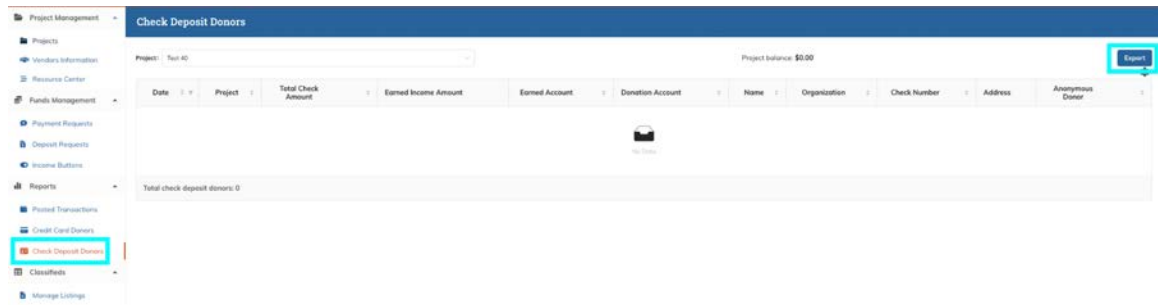 Project Management
Projects
Vendors Information
Resource Center
Funds Management
Payment Requests
Deposit Requests
Income Buttons
Reports
Posted Transactions
Credit Card Donors
Check Deposit Donors
Classifieds
Manage Listings
Check Deposit Donors
Project: Test 40
Project balance: $0.00
Export
Date Project Total Check Amount Earned Income Amount Earned Account Donation Account Name Organization Check Number Address Anonymous Donor
No Data
Total check deposit donors: 0